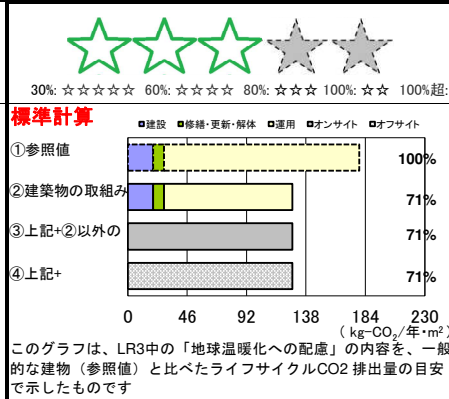 30%: ☆☆☆☆☆ 60%: ☆☆☆☆ 80%: ☆☆☆ 100%: ☆☆ 100%超:
標準計算
■建設 ■修繕・更新・解体 □運用 ■オンサイト □オフサイト
①参照値 100%
②建築物の取組み 71%
③上記+②以外の 71%
④上記+ 71%
0 46 92 138 184 230
( kg-CO₂/年・m²)
このグラフは、LR3中の「地球温暖化への配慮」の内容を、一般
的な建物(参照値)と比べたライフサイクルCO2 排出量の目安
で示したものです